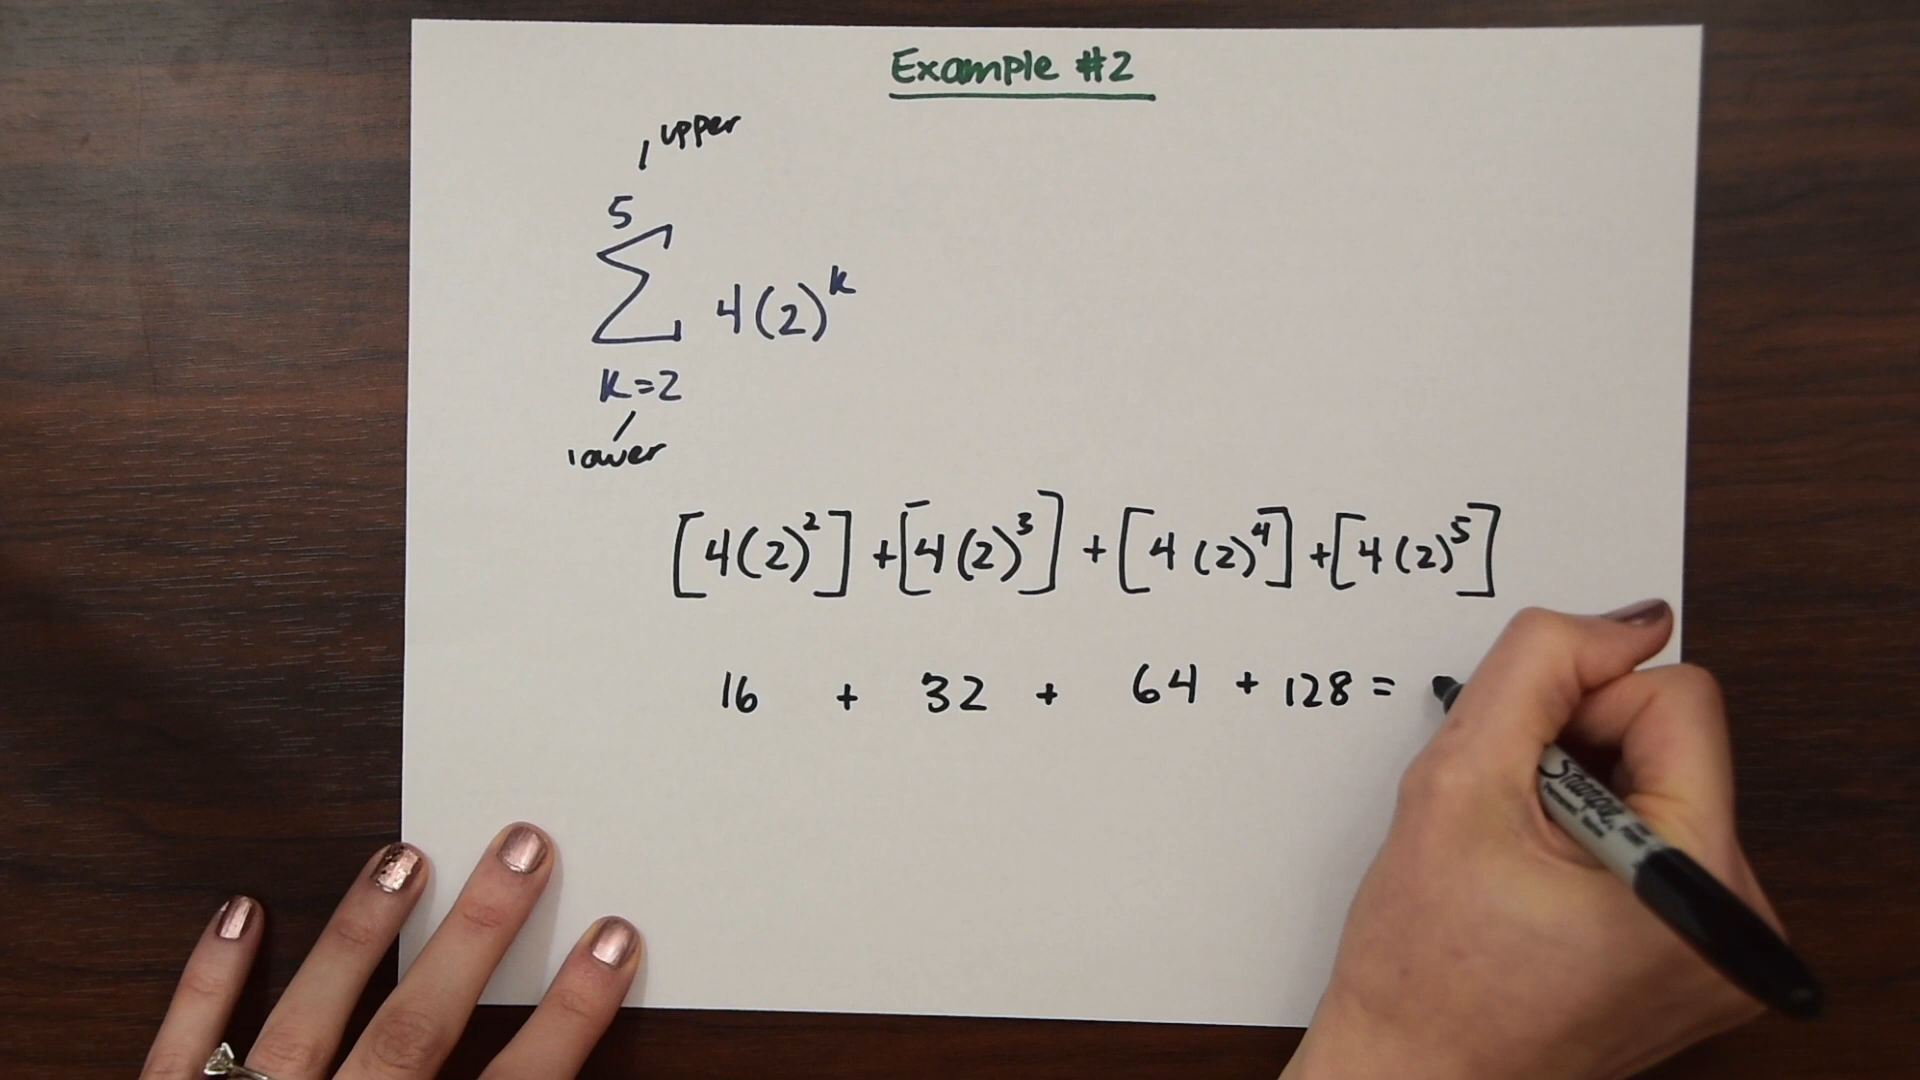 Example #2
upper
5
∑ 4(2)^k
k=2
lower
[4(2)²] + [4(2)³] + [4(2)⁴] + [4(2)⁵]
16 + 32 + 64 + 128 =
Sharpie